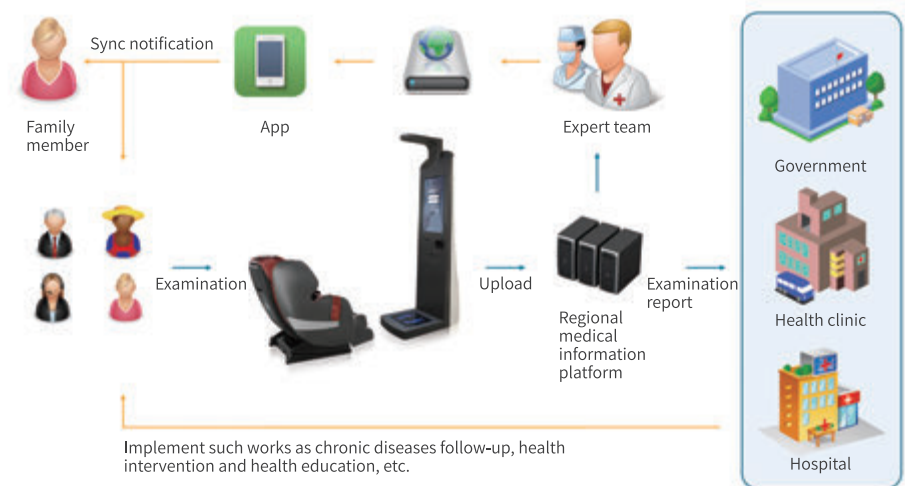 Sync notification
Family
member
App
Expert team
Government
Examination
Upload
Regional
medical
information
platform
Examination
report
Health clinic
Implement such works as chronic diseases follow-up, health
intervention and health education, etc.
Hospital